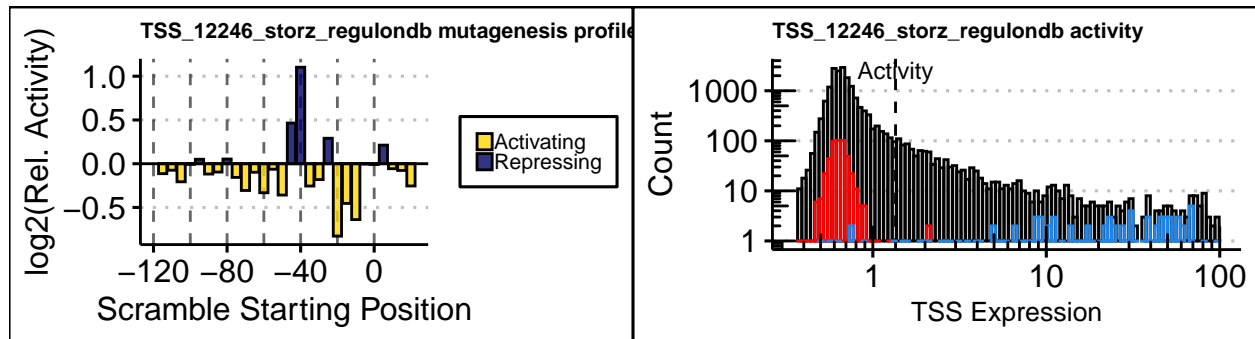 TSS_12246_storz_regulondb mutagenesis profile
log2(Rel. Activity)
1.0
0.5
0.0
−0.5
−120 −80 −40 0
Scramble Starting Position
Activating
Repressing
TSS_12246_storz_regulondb activity
Activity
Count
1000
100
10
1
1 10 100
TSS Expression